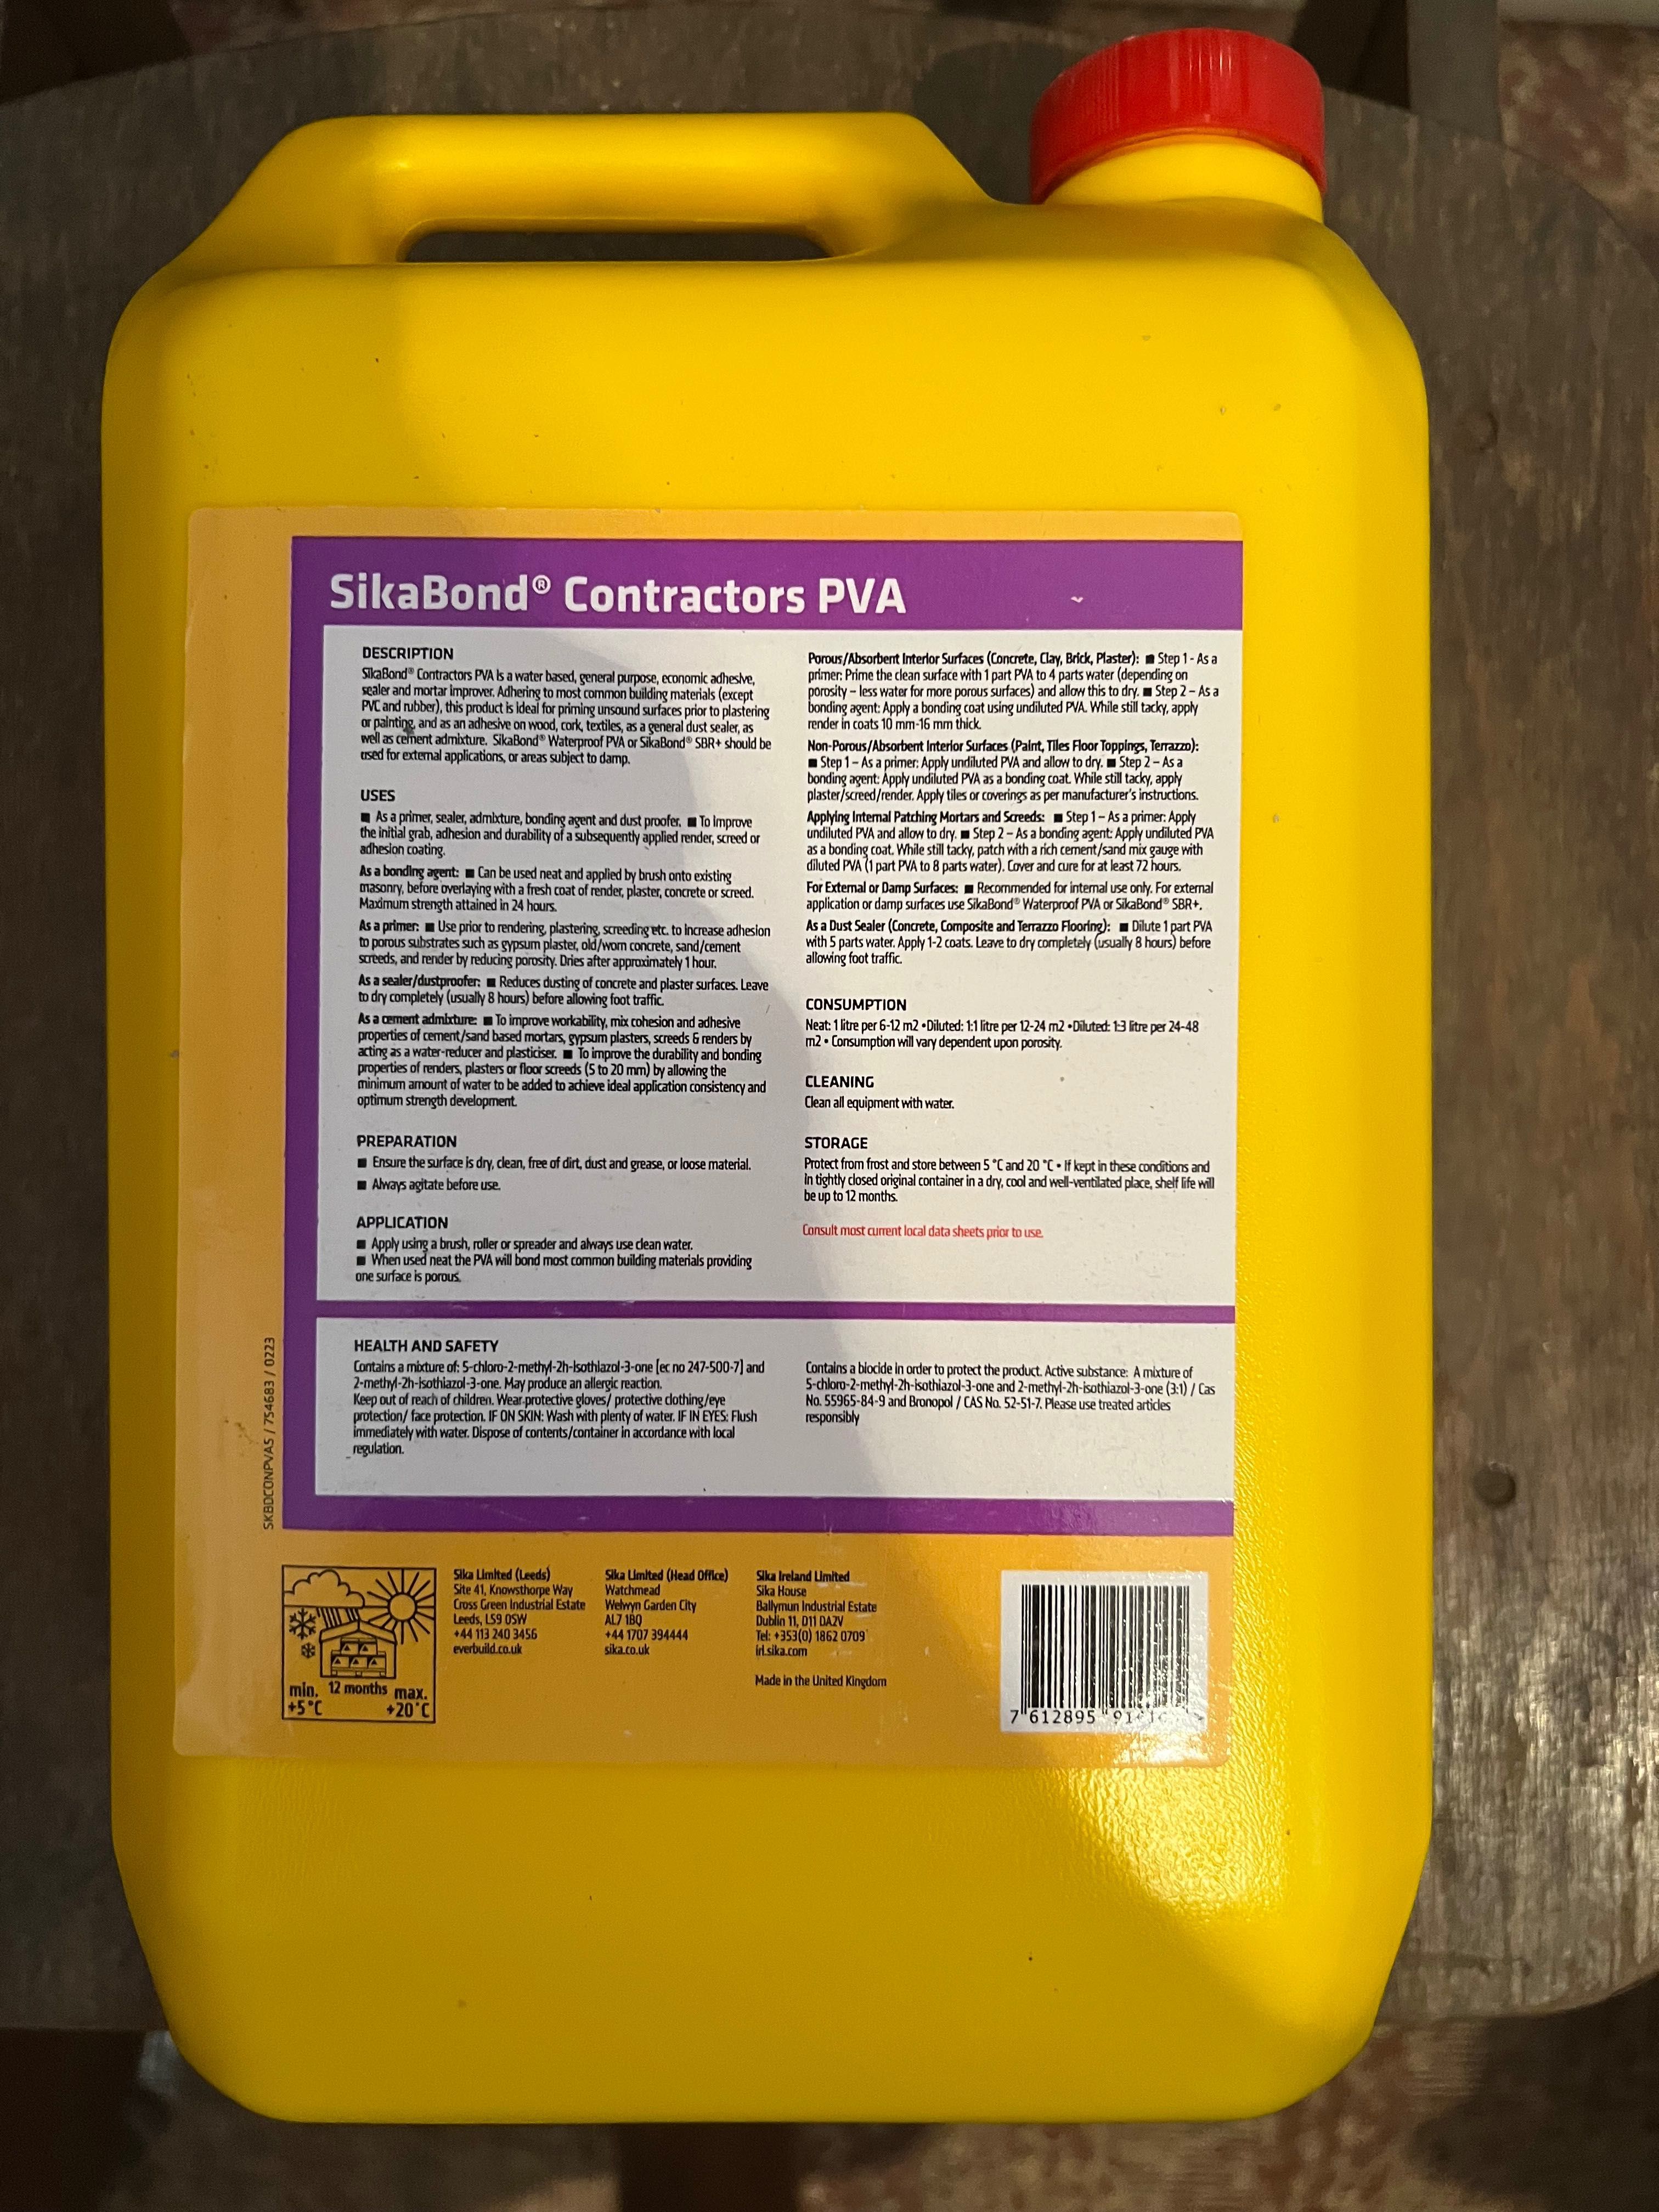 SikaBond® Contractors PVA
DESCRIPTION
SikaBond® Contractors PVA is a water based, general purpose, economic adhesive,
sealer and mortar improver. Adhering to most common building materials (except
PVC and rubber), this product is ideal for priming unsound surfaces prior to plastering
or painting, and as an adhesive on wood, cork, textiles, as a general dust sealer, as
well as cement admixture. SikaBond® Waterproof PVA or SikaBond® SBR+ should be
used for external applications, or areas subject to damp.
USES
■ As a primer, sealer, admixture, bonding agent and dust proofer. ■ To improve
the initial grab, adhesion and durability of a subsequently applied render, screed or
adhesion coating.
As a bonding agent: ■ Can be used neat and applied by brush onto existing
masonry, before overlaying with a fresh coat of render, plaster, concrete or screed.
Maximum strength attained in 24 hours.
As a primer: ■ Use prior to rendering, plastering, screeding etc. to increase adhesion
to porous substrates such as gypsum plaster, old/worn concrete, sand/cement
screeds, and render by reducing porosity. Dries after approximately 1 hour.
As a sealer/dustproofer: ■ Reduces dusting of concrete and plaster surfaces. Leave
to dry completely (usually 8 hours) before allowing foot traffic.
As a cement admixture: ■ To improve workability, mix cohesion and adhesive
properties of cement/sand based mortars, gypsum plasters, screeds & renders by
acting as a water-reducer and plasticiser. ■ To improve the durability and bonding
properties of renders, plasters or floor screeds (5 to 20 mm) by allowing the
minimum amount of water to be added to achieve ideal application consistency and
optimum strength development.
PREPARATION
■ Ensure the surface is dry, clean, free of dirt, dust and grease, or loose material.
■ Always agitate before use.
APPLICATION
■ Apply using a brush, roller or spreader and always use clean water.
■ When used neat the PVA will bond most common building materials providing
one surface is porous.
Porous/Absorbent Interior Surfaces (Concrete, Clay, Brick, Plaster): ■ Step 1 - As a
primer: Prime the clean surface with 1 part PVA to 4 parts water (depending on
porosity – less water for more porous surfaces) and allow this to dry. ■ Step 2 – As a
bonding agent: Apply a bonding coat using undiluted PVA. While still tacky, apply
render in coats 10 mm-16 mm thick.
Non-Porous/Absorbent Interior Surfaces (Paint, Tiles Floor Toppings, Terrazzo):
■ Step 1 – As a primer: Apply undiluted PVA and allow to dry. ■ Step 2 – As a
bonding agent: Apply undiluted PVA as a bonding coat. While still tacky, apply
plaster/screed/render. Apply tiles or coverings as per manufacturer's instructions.
Applying Internal Patching Mortars and Screeds: ■ Step 1 – As a primer: Apply
undiluted PVA and allow to dry. ■ Step 2 – As a bonding agent: Apply undiluted PVA
as a bonding coat. While still tacky, patch with a rich cement/sand mix gauge with
diluted PVA (1 part PVA to 8 parts water). Cover and cure for at least 72 hours.
For External or Damp Surfaces: ■ Recommended for internal use only. For external
application or damp surfaces use SikaBond® Waterproof PVA or SikaBond® SBR+.
As a Dust Sealer (Concrete, Composite and Terrazzo Flooring): ■ Dilute 1 part PVA
with 5 parts water. Apply 1-2 coats. Leave to dry completely (usually 8 hours) before
allowing foot traffic.
CONSUMPTION
Neat: 1 litre per 6-12 m2 •Diluted: 1:1 litre per 12-24 m2 •Diluted: 1:3 litre per 24-48
m2 • Consumption will vary dependent upon porosity.
CLEANING
Clean all equipment with water.
STORAGE
Protect from frost and store between 5 °C and 20 °C • If kept in these conditions and
in tightly closed original container in a dry, cool and well-ventilated place, shelf life will
be up to 12 months.
Consult most current local data sheets prior to use.
HEALTH AND SAFETY
Contains a mixture of: 5-chloro-2-methyl-2h-isothiazol-3-one [ec no 247-500-7] and
2-methyl-2h-isothiazol-3-one. May produce an allergic reaction.
Keep out of reach of children. Wear protective gloves/ protective clothing/eye
protection/ face protection. IF ON SKIN: Wash with plenty of water. IF IN EYES: Flush
immediately with water. Dispose of contents/container in accordance with local
regulation.
Contains a biocide in order to protect the product. Active substance: A mixture of
5-chloro-2-methyl-2h-isothiazol-3-one and 2-methyl-2h-isothiazol-3-one (3:1) / Cas
No. 55965-84-9 and Bronopol / CAS No. 52-51-7. Please use treated articles
responsibly
SKBDCONPVA5 / 754683 / 0223
min. 12 months max.
+5°C +20°C
Sika Limited (Leeds)
Site 41, Knowsthorpe Way
Cross Green Industrial Estate
Leeds, LS9 0SW
+44 113 240 3456
everbuild.co.uk
Sika Limited (Head Office)
Watchmead
Welwyn Garden City
AL7 1BQ
+44 1707 394444
sika.co.uk
Sika Ireland Limited
Sika House
Ballymun Industrial Estate
Dublin 11, D11 DA2V
Tel: +353(0) 1862 0709
irl.sika.com
Made in the United Kingdom
7 612895